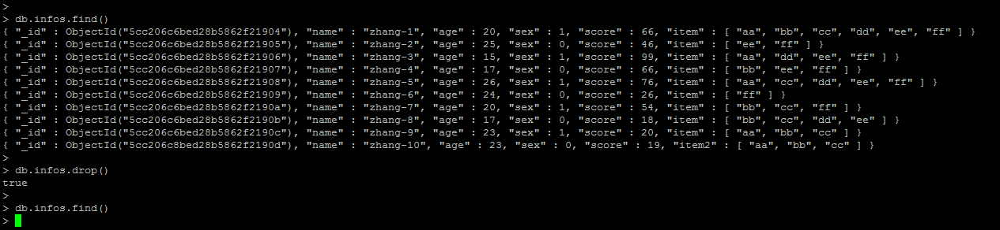 >
> db.infos.find()
{ "_id" : ObjectId("5cc206c6bed28b5862f21904"), "name" : "zhang-1", "age" : 20, "sex" : 1, "score" : 66, "item" : [ "aa", "bb", "cc", "dd", "ee", "ff" ] }
{ "_id" : ObjectId("5cc206c6bed28b5862f21905"), "name" : "zhang-2", "age" : 25, "sex" : 0, "score" : 46, "item" : [ "ee", "ff" ] }
{ "_id" : ObjectId("5cc206c6bed28b5862f21906"), "name" : "zhang-3", "age" : 15, "sex" : 1, "score" : 99, "item" : [ "aa", "dd", "ee", "ff" ] }
{ "_id" : ObjectId("5cc206c6bed28b5862f21907"), "name" : "zhang-4", "age" : 17, "sex" : 0, "score" : 66, "item" : [ "bb", "ee", "ff" ] }
{ "_id" : ObjectId("5cc206c6bed28b5862f21908"), "name" : "zhang-5", "age" : 26, "sex" : 1, "score" : 76, "item" : [ "aa", "cc", "dd", "ee", "ff" ] }
{ "_id" : ObjectId("5cc206c6bed28b5862f21909"), "name" : "zhang-6", "age" : 24, "sex" : 0, "score" : 26, "item" : [ "ff" ] }
{ "_id" : ObjectId("5cc206c6bed28b5862f2190a"), "name" : "zhang-7", "age" : 20, "sex" : 1, "score" : 54, "item" : [ "bb", "cc", "ff" ] }
{ "_id" : ObjectId("5cc206c6bed28b5862f2190b"), "name" : "zhang-8", "age" : 17, "sex" : 0, "score" : 18, "item" : [ "bb", "cc", "dd", "ee" ] }
{ "_id" : ObjectId("5cc206c6bed28b5862f2190c"), "name" : "zhang-9", "age" : 23, "sex" : 1, "score" : 20, "item" : [ "aa", "bb", "cc" ] }
{ "_id" : ObjectId("5cc206c8bed28b5862f2190d"), "name" : "zhang-10", "age" : 23, "sex" : 0, "score" : 19, "item2" : [ "aa", "bb", "cc" ] }
>
> db.infos.drop()
true
>
> db.infos.find()
>